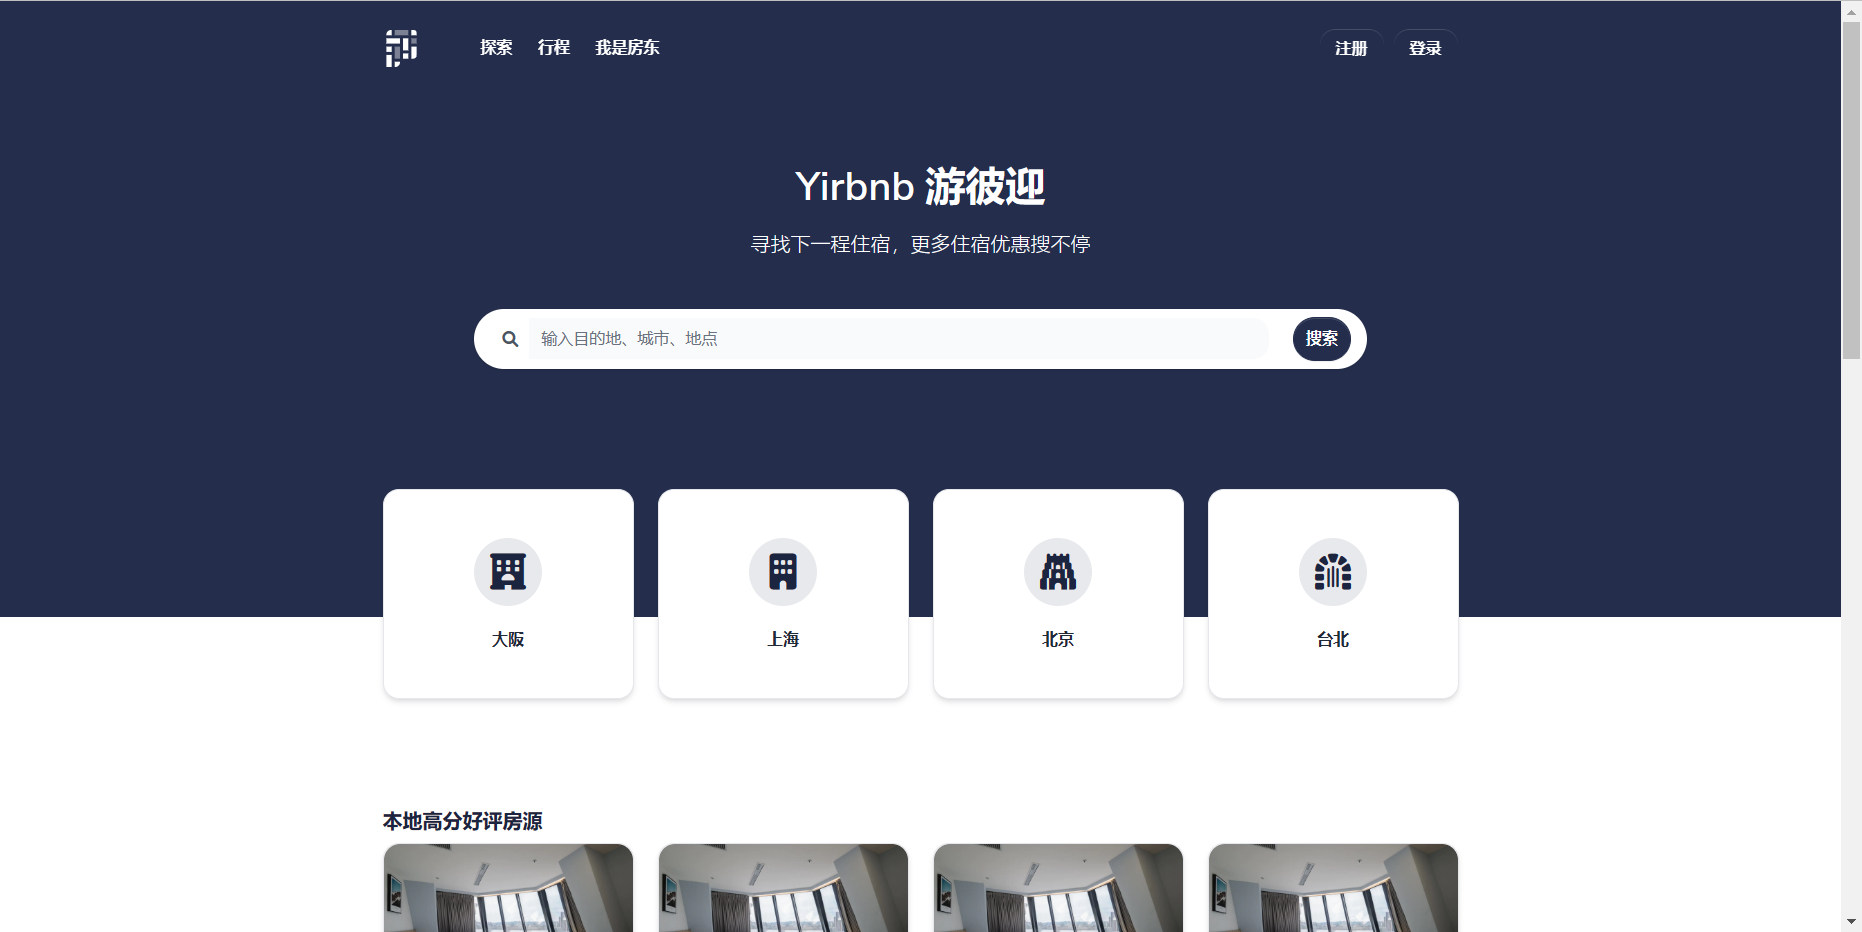 探索 行程 我是房东 注册 登录
Yirbnb 游彼迎
寻找下一程住宿，更多住宿优惠搜不停
输入目的地、城市、地点 搜索
大阪 上海 北京 台北
本地高分好评房源